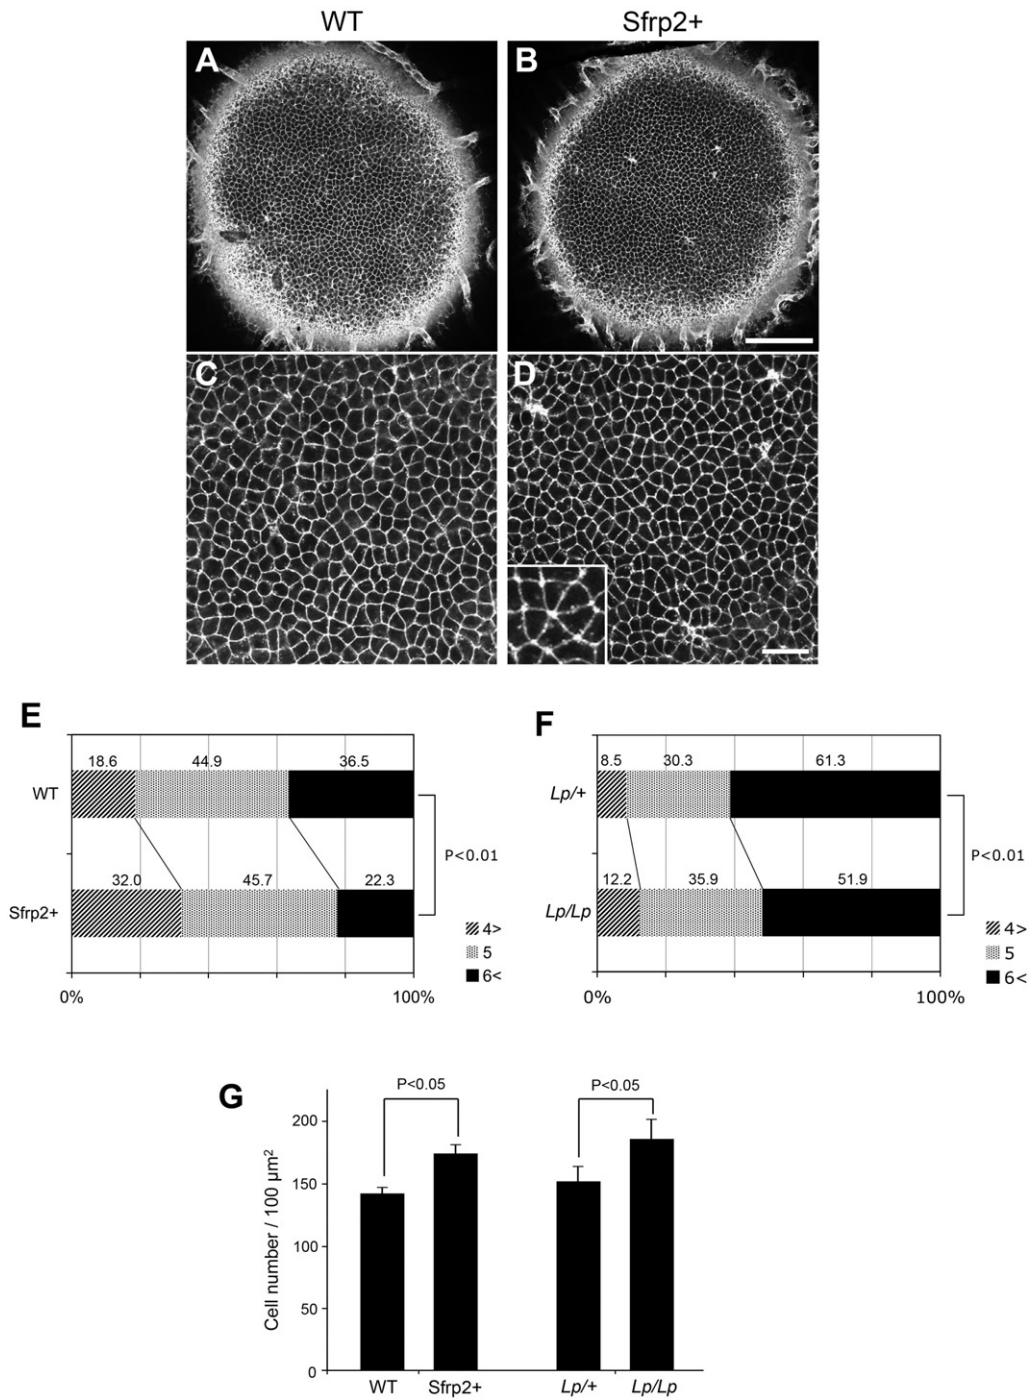 WT Sfrp2+
A B
C D
E
18.6 44.9 36.5
WT
P<0.01
32.0 45.7 22.3
Sfrp2+
4>
5
6<
0% 100%
F
8.5 30.3 61.3
Lp/+
P<0.01
12.2 35.9 51.9
Lp/Lp
4>
5
6<
0% 100%
G
P<0.05 P<0.05
Cell number / 100 µm²
200
150
100
50
0
WT Sfrp2+ Lp/+ Lp/Lp